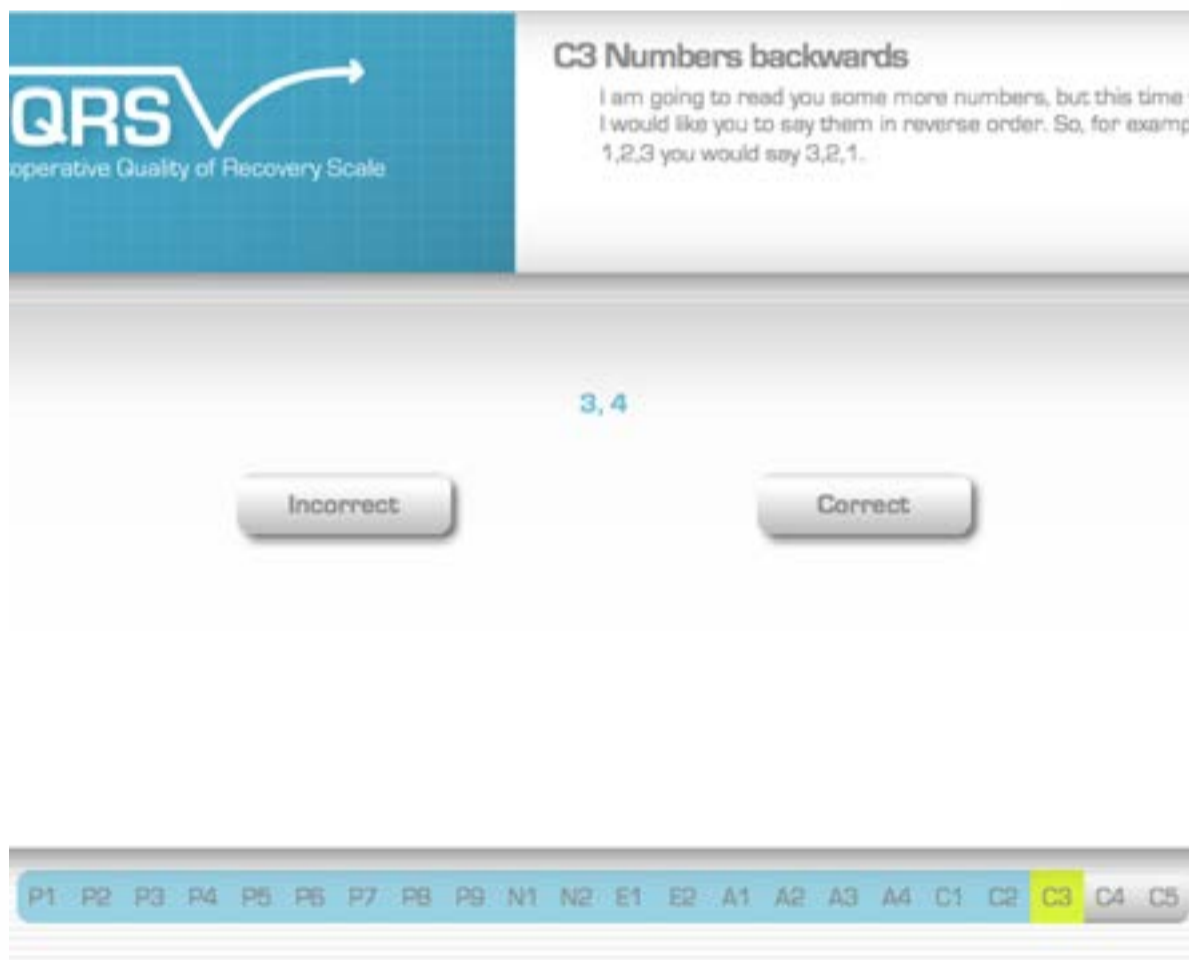 QRS
operative Quality of Recovery Scale
C3 Numbers backwards
I am going to read you some more numbers, but this time
I would like you to say them in reverse order. So, for examp
1,2,3 you would say 3,2,1.
3, 4
Incorrect Correct
P1 P2 P3 P4 P5 P6 P7 P8 P9 N1 N2 E1 E2 A1 A2 A3 A4 C1 C2 C3 C4 C5